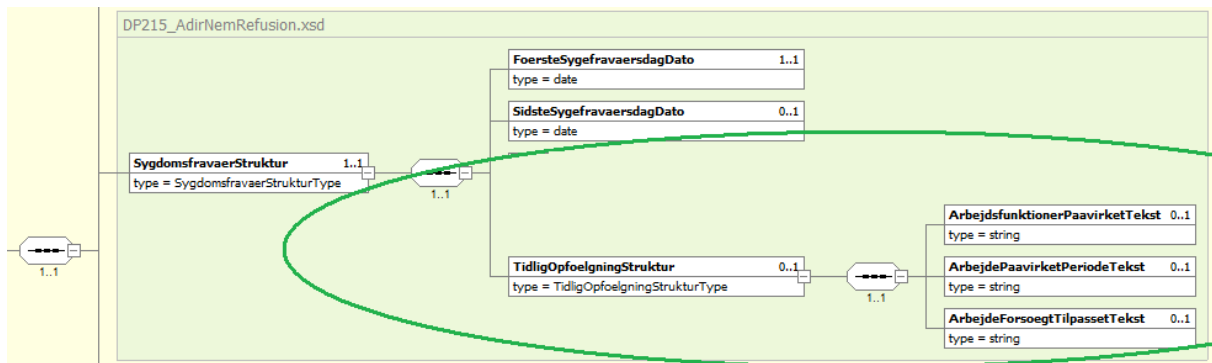 DP215_AdirNemRefusion.xsd
FoersteSygefravaersdagDato 1..1
type = date
SidsteSygefravaersdagDato 0..1
type = date
SygdomsfravaerStruktur 1..1
type = SygdomsfravaerStrukturType
1..1
ArbejdsfunktionerPaavirketTekst 0..1
type = string
1..1
TidligOpfoelgningStruktur 0..1
type = TidligOpfoelgningStrukturType
1..1
ArbejdePaavirketPeriodeTekst 0..1
type = string
ArbejdeForsoegtTilpassetTekst 0..1
type = string